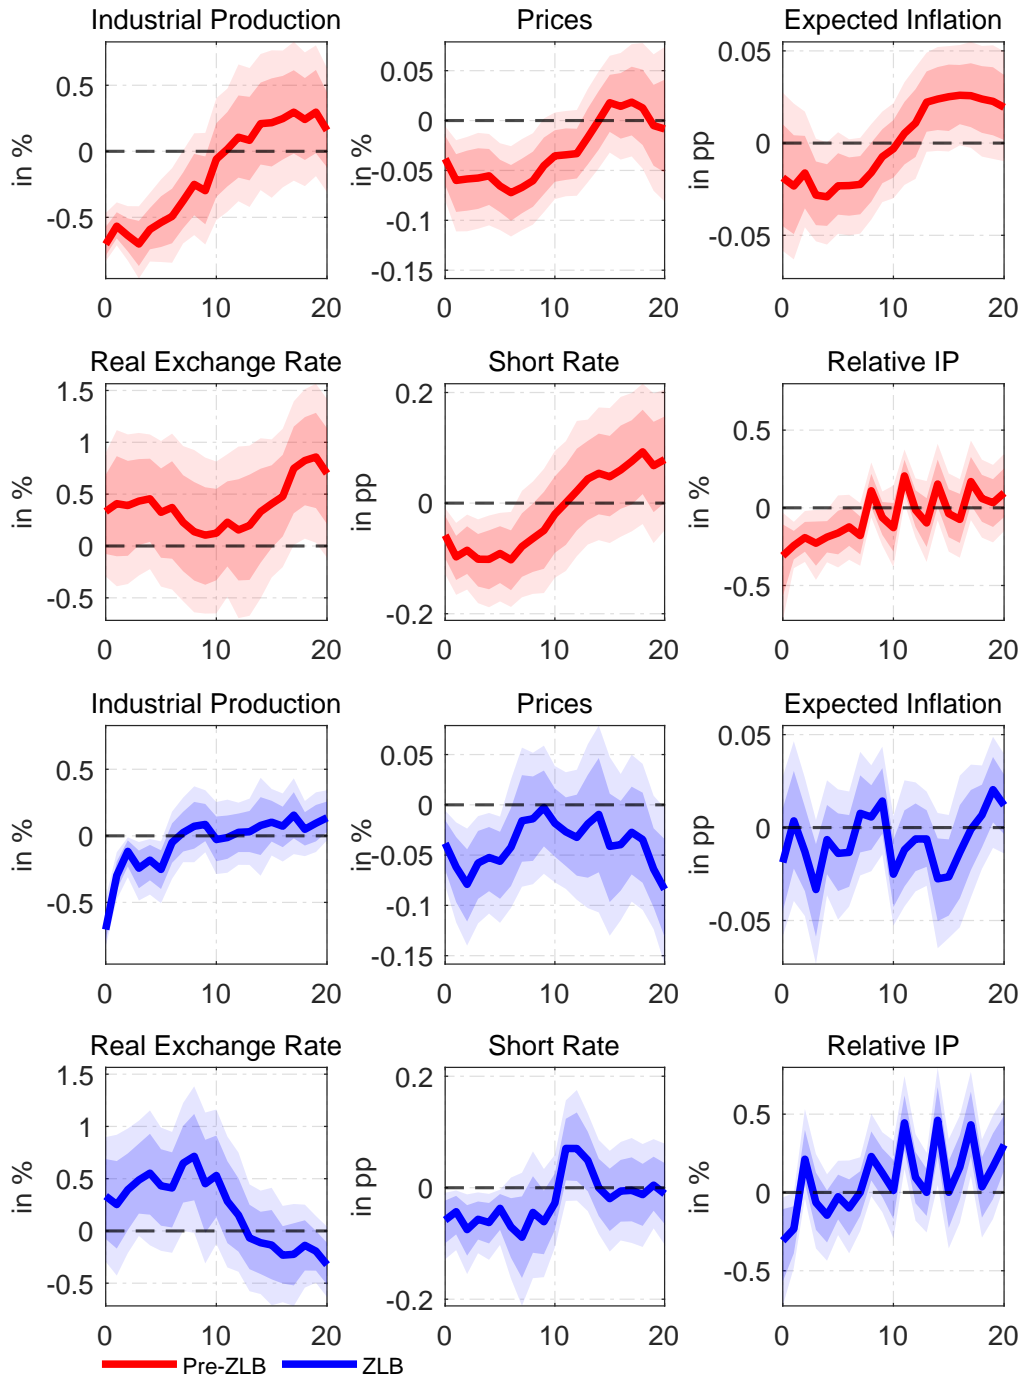 Industrial Production Prices Expected Inflation
in % 0.5 0 -0.5 0 10 20
in % 0.05 0 -0.05 -0.1 -0.15 0 10 20
in pp 0.05 0 -0.05 0 10 20
Real Exchange Rate Short Rate Relative IP
in % 1.5 1 0.5 0 -0.5 0 10 20
in pp 0.2 0 -0.2 0 10 20
in % 0.5 0 -0.5 0 10 20
Industrial Production Prices Expected Inflation
in % 0.5 0 -0.5 0 10 20
in % 0.05 0 -0.05 -0.1 -0.15 0 10 20
in pp 0.05 0 -0.05 0 10 20
Real Exchange Rate Short Rate Relative IP
in % 1.5 1 0.5 0 -0.5 0 10 20
in pp 0.2 0 -0.2 0 10 20
in % 0.5 0 -0.5 0 10 20
Pre-ZLB ZLB